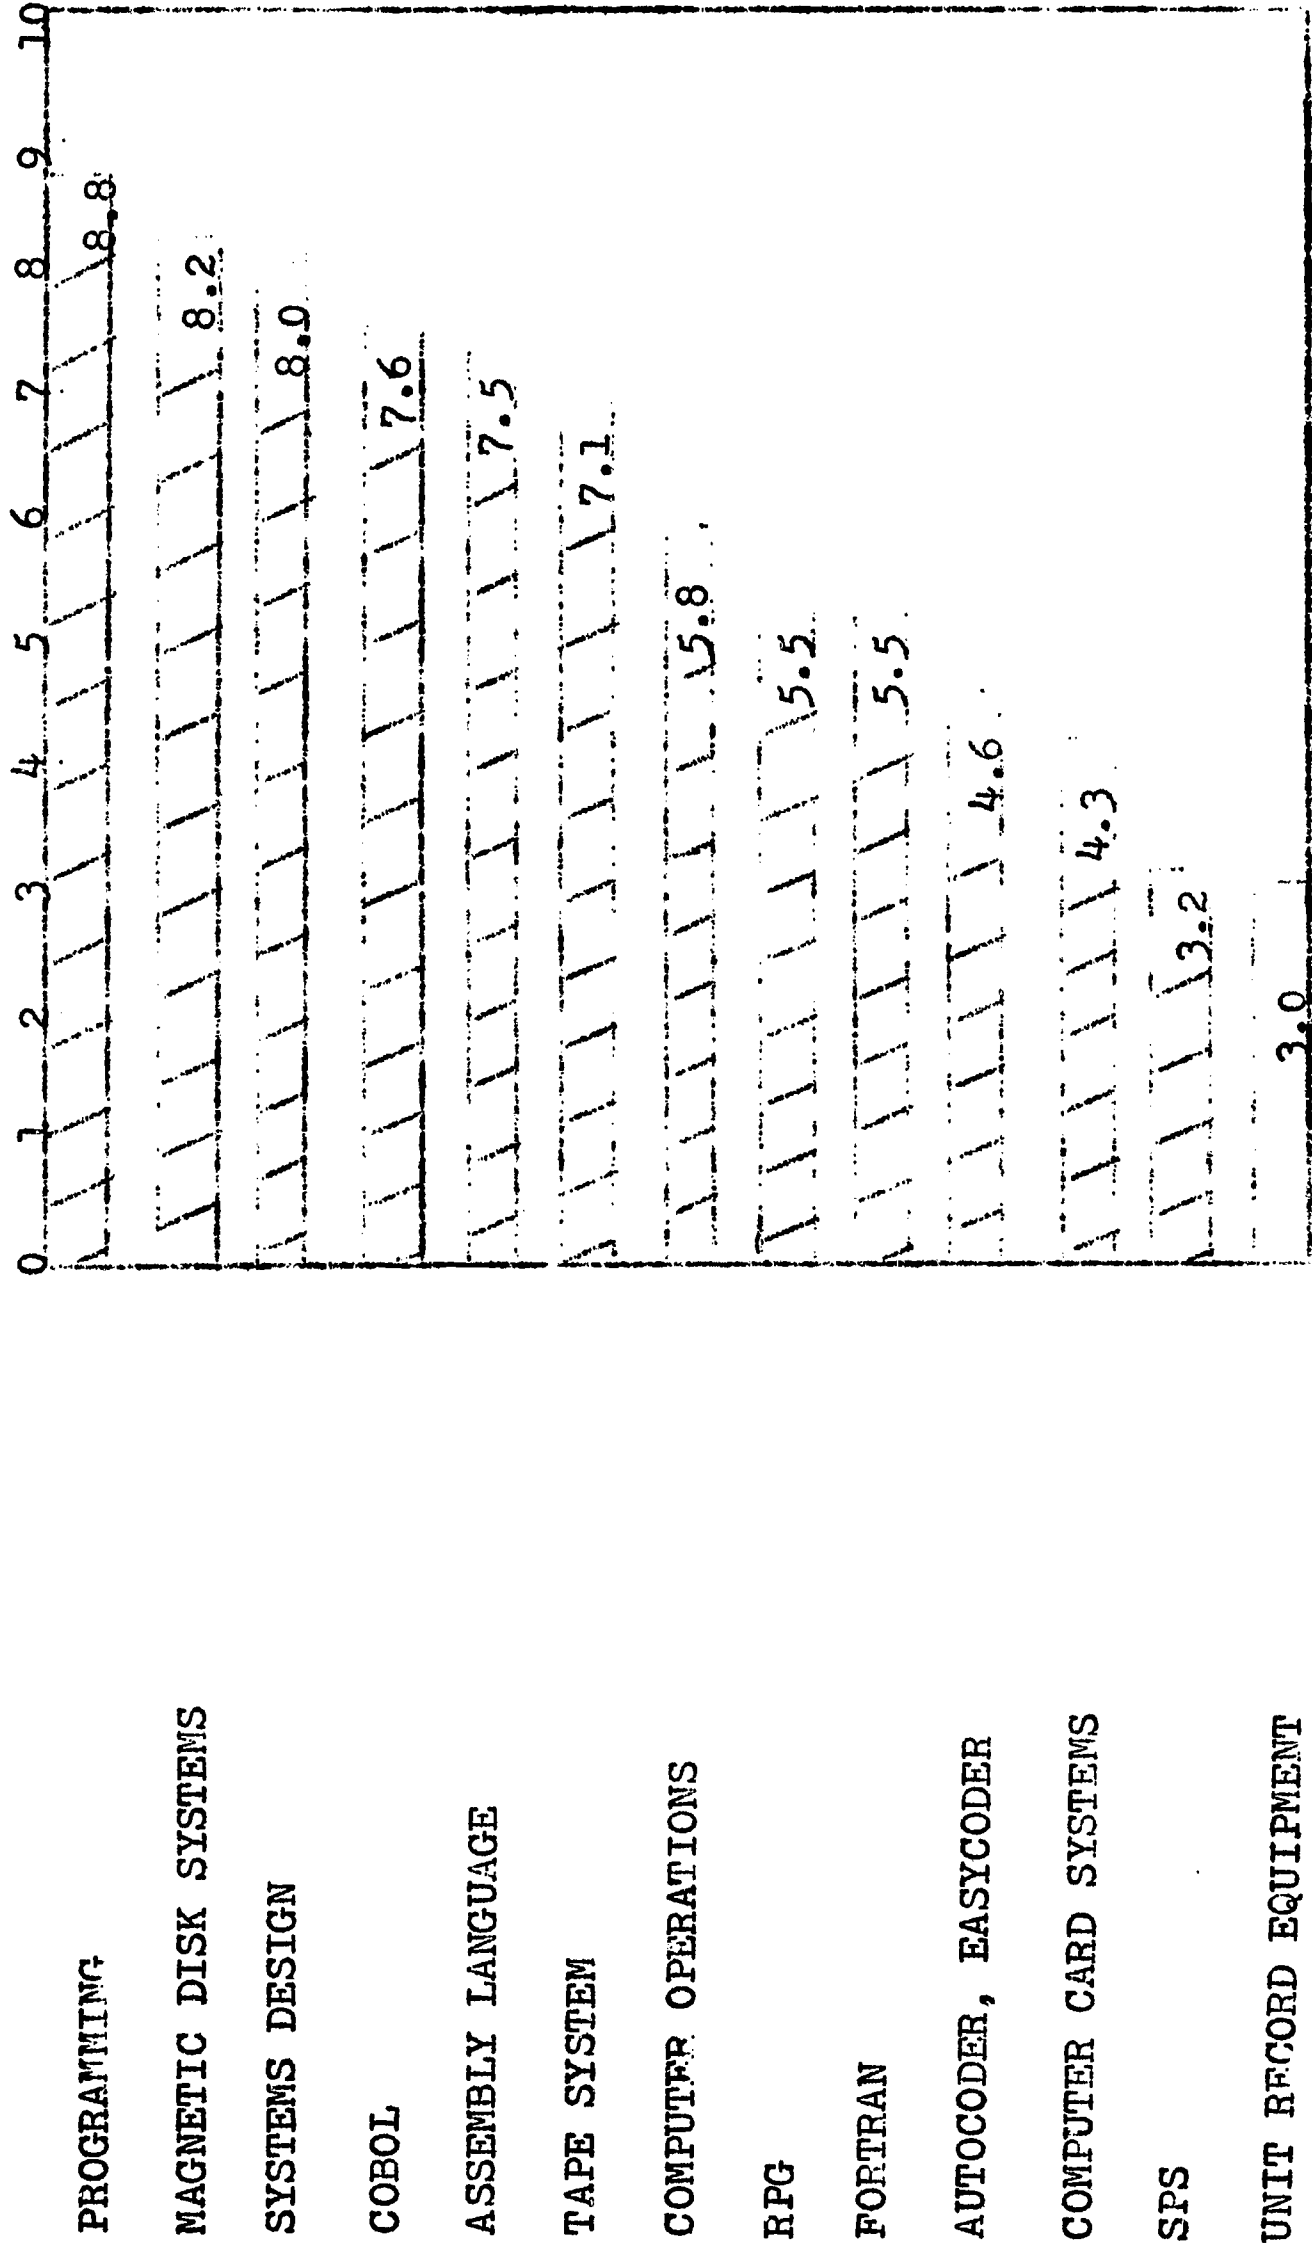 0 1 2 3 4 5 6 7 8 9 10
PROGRAMMING 8.8
MAGNETIC DISK SYSTEMS 8.2
SYSTEMS DESIGN 8.0
COBOL 7.6
ASSEMBLY LANGUAGE 7.5
TAPE SYSTEM 7.1
COMPUTER OPERATIONS 5.8
RPG 5.5
FORTRAN 5.5
AUTOCODER, EASYCODER 4.6
COMPUTER CARD SYSTEMS 4.3
SPS 3.2
UNIT RECORD EQUIPMENT 3.0